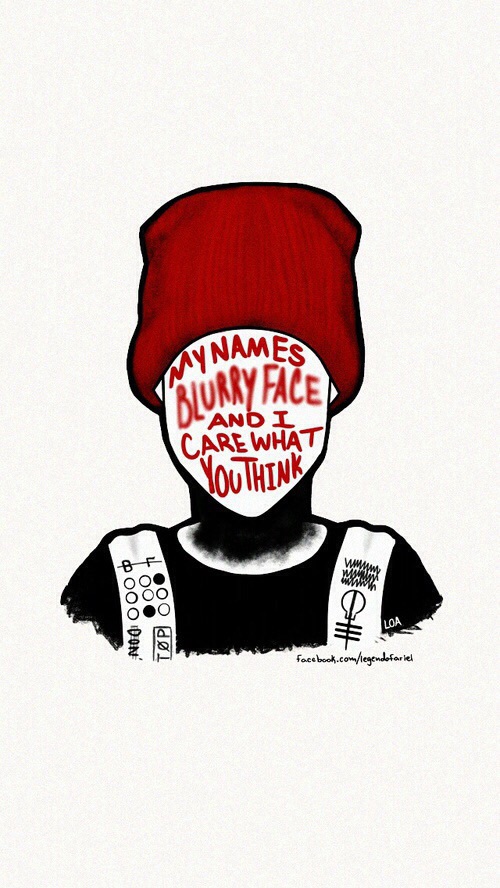 MY NAMES
BLURRY FACE
AND I
CARE WHAT
YOU THINK
B F
TØP
LOA
facebook.com/legendofariel